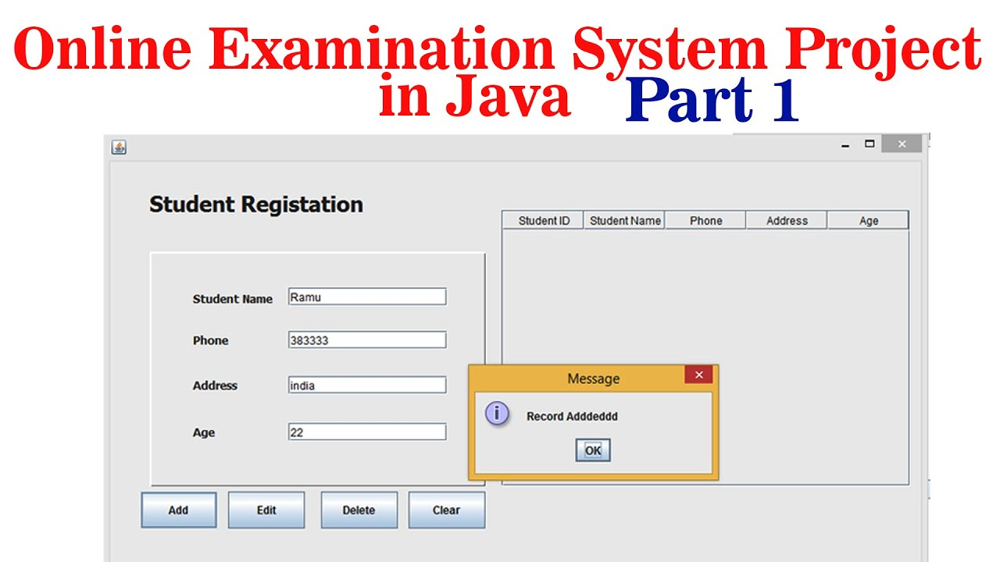 Online Examination System Project
in Java Part 1
Student Registation
Student ID Student Name Phone Address Age
Student Name Ramu
Phone 383333
Address india
Age 22
Message
Record Adddeddd
OK
Add Edit Delete Clear